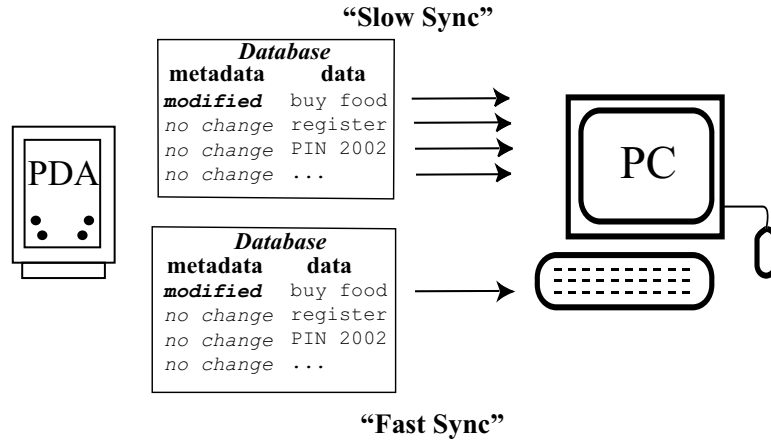 “Slow Sync”
Database
metadata data
modified buy food
no change register
no change PIN 2002
no change ...
PDA
PC
Database
metadata data
modified buy food
no change register
no change PIN 2002
no change ...
“Fast Sync”